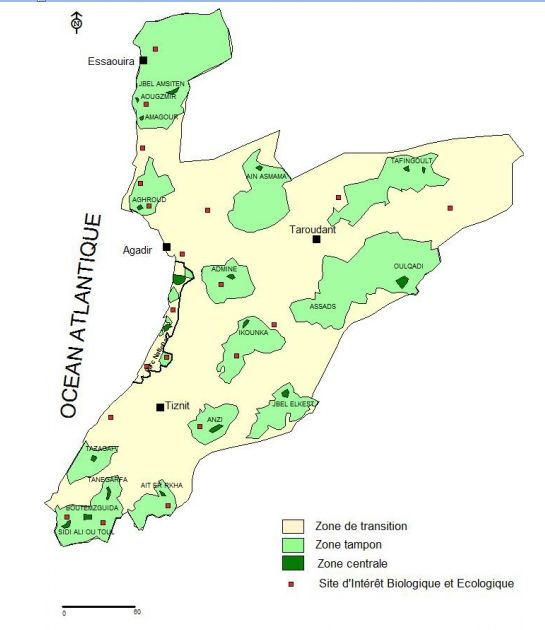 N
Essaouira
JBEL AMSITEN
AOUGZMIR
AMAGOUR
TAFINGOULT
AIN ASMAMA
AGHROUD
Taroudant
OCEAN ATLANTIQUE
Agadir
ADMINE
OULQADI
ASSADS
IKOUNKA
JBEL ELKEST
Tiznit
ANZI
TAZAGAIT
TANEGARFA
AIT ER RKHA
BOUTEMZGUIDA
SIDI ALI OU TOUL
Zone de transition
Zone tampon
Zone centrale
Site d'Intérêt Biologique et Ecologique
0 60